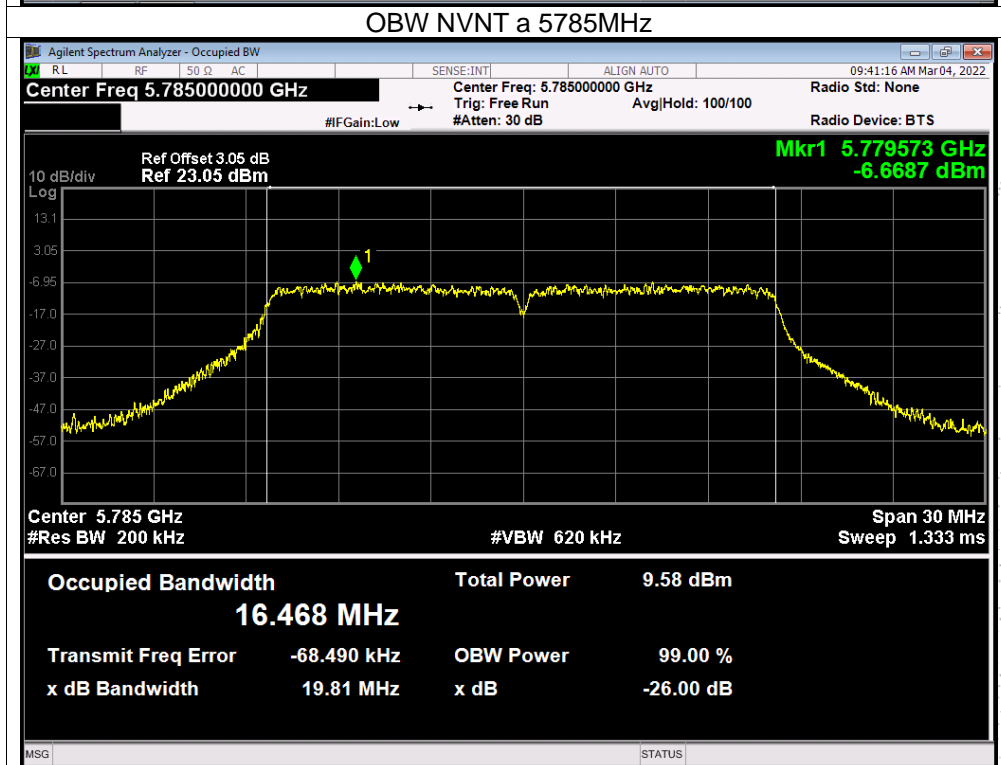 OBW NVNT a 5785MHz
Agilent Spectrum Analyzer - Occupied BW
LXI RL RF 50 Ω AC SENSE:INT ALIGN AUTO 09:41:16 AM Mar 04, 2022
Center Freq 5.785000000 GHz Center Freq: 5.785000000 GHz Radio Std: None
Trig: Free Run Avg|Hold: 100/100
#IFGain:Low #Atten: 30 dB Radio Device: BTS
Mkr1 5.779573 GHz
-6.6687 dBm
Ref Offset 3.05 dB
10 dB/div Ref 23.05 dBm
Log
13.1
3.05
1
-6.95
-17.0
-27.0
-37.0
-47.0
-57.0
-67.0
Center 5.785 GHz Span 30 MHz
#Res BW 200 kHz #VBW 620 kHz Sweep 1.333 ms
Occupied Bandwidth Total Power 9.58 dBm
16.468 MHz
Transmit Freq Error -68.490 kHz OBW Power 99.00 %
x dB Bandwidth 19.81 MHz x dB -26.00 dB
MSG STATUS